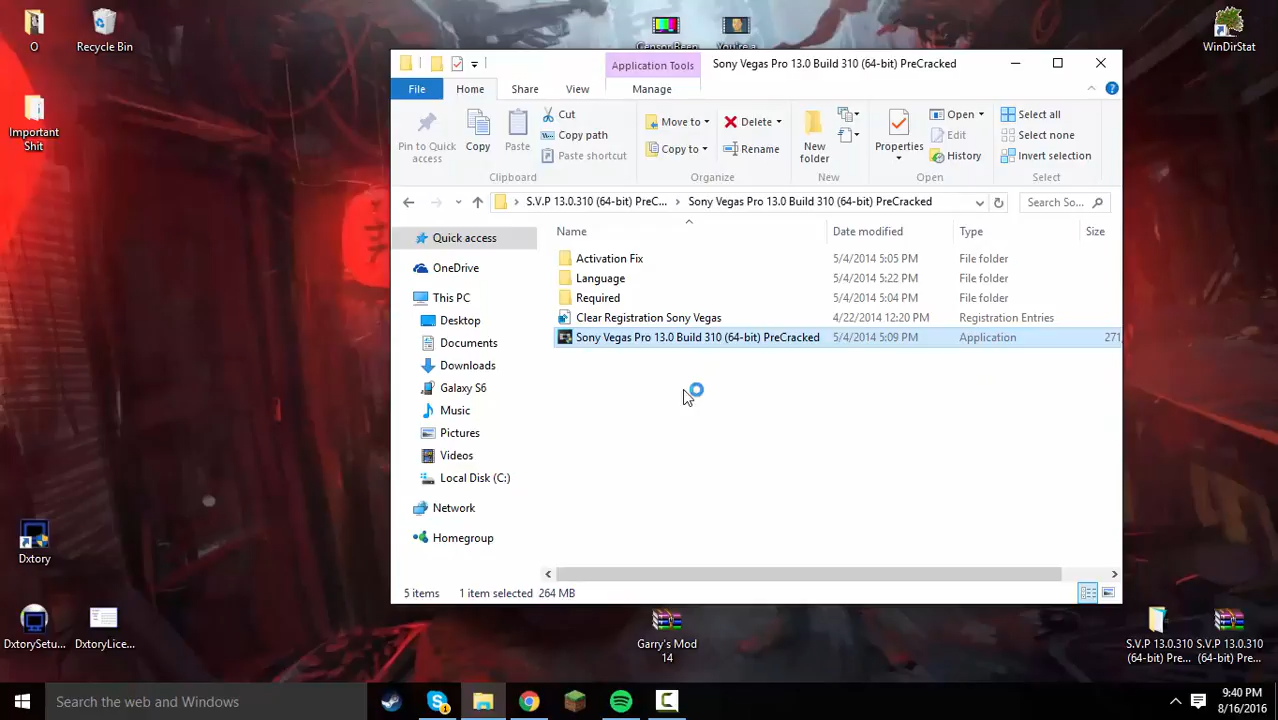 O
Recycle Bin
Important
Shit
WinDirStat
Application Tools
Sony Vegas Pro 13.0 Build 310 (64-bit) PreCracked
File
Home
Share
View
Manage
Pin to Quick
access
Copy
Paste
Cut
Copy path
Paste shortcut
Clipboard
Move to
Copy to
Delete
Rename
Organize
New
folder
New
Properties
Open
Edit
History
Open
Select all
Select none
Invert selection
Select
S.V.P 13.0.310 (64-bit) PreC...
Sony Vegas Pro 13.0 Build 310 (64-bit) PreCracked
Search So...
Quick access
OneDrive
This PC
Desktop
Documents
Downloads
Galaxy S6
Music
Pictures
Videos
Local Disk (C:)
Network
Homegroup
Name Date modified Type Size
Activation Fix 5/4/2014 5:05 PM File folder
Language 5/4/2014 5:22 PM File folder
Required 5/4/2014 5:04 PM File folder
Clear Registration Sony Vegas 4/22/2014 12:20 PM Registration Entries
Sony Vegas Pro 13.0 Build 310 (64-bit) PreCracked 5/4/2014 5:09 PM Application 271,
5 items 1 item selected 264 MB
Dxtory
DxtorySetu...
DxtoryLice...
Garry's Mod
14
S.V.P 13.0.310
(64-bit) Pre...
S.V.P 13.0.310
(64-bit) Pre...
Search the web and Windows
9:40 PM
8/16/2016